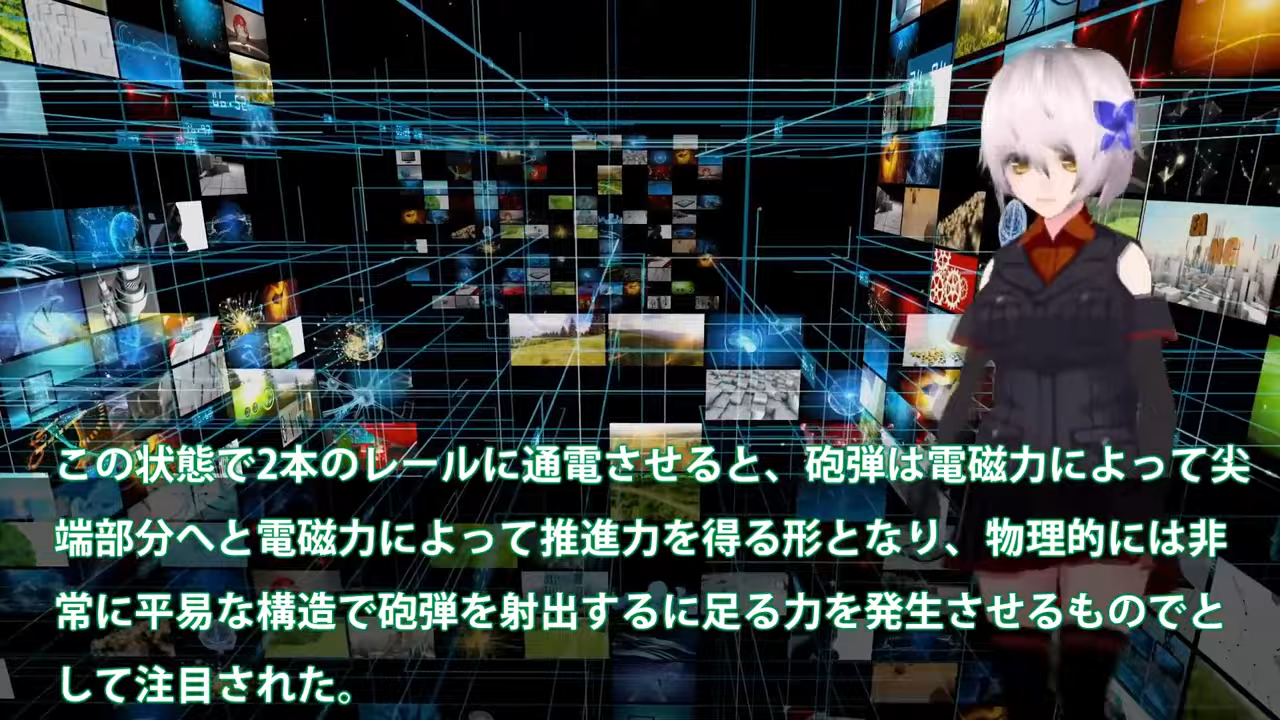 この状態で2本のレールに通電させると、砲弾は電磁力によって尖
端部分へと電磁力によって推進力を得る形となり、物理的には非
常に平易な構造で砲弾を射出するに足る力を発生させるものでと
して注目された。